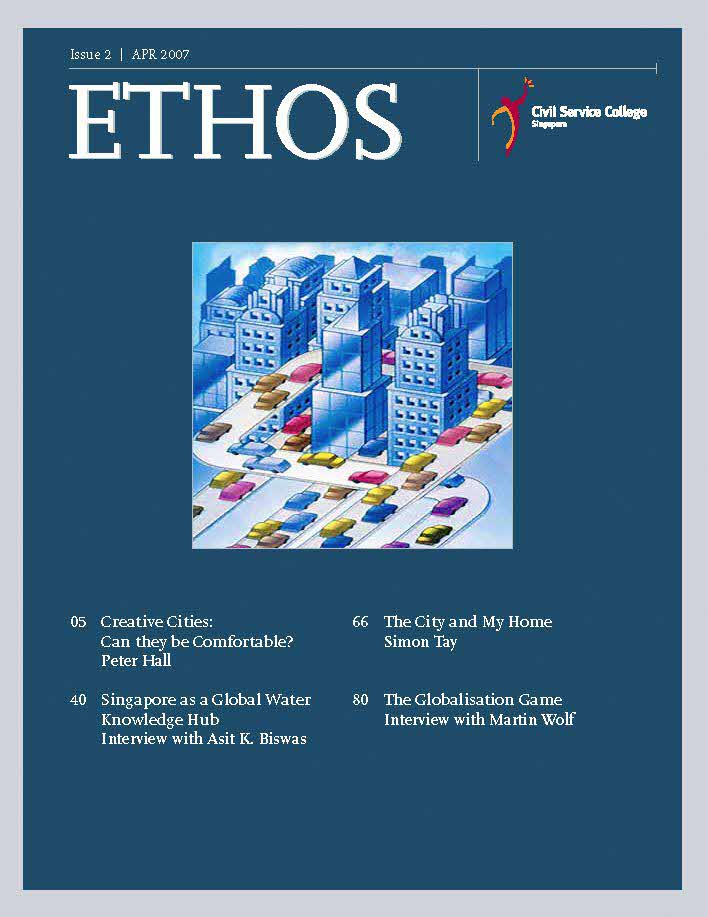 Issue 2 | APR 2007
ETHOS
Civil Service College
Singapore
05 Creative Cities:
Can they be Comfortable?
Peter Hall
40 Singapore as a Global Water
Knowledge Hub
Interview with Asit K. Biswas
66 The City and My Home
Simon Tay
80 The Globalisation Game
Interview with Martin Wolf